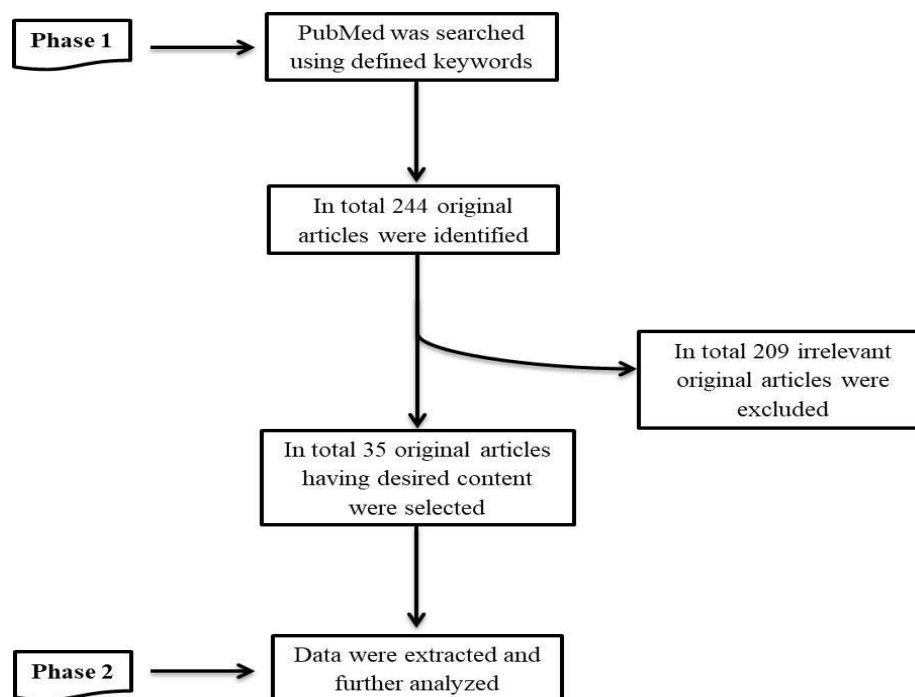 Phase 1
PubMed was searched
using defined keywords
In total 244 original
articles were identified
In total 209 irrelevant
original articles were
excluded
In total 35 original articles
having desired content
were selected
Phase 2
Data were extracted and
further analyzed